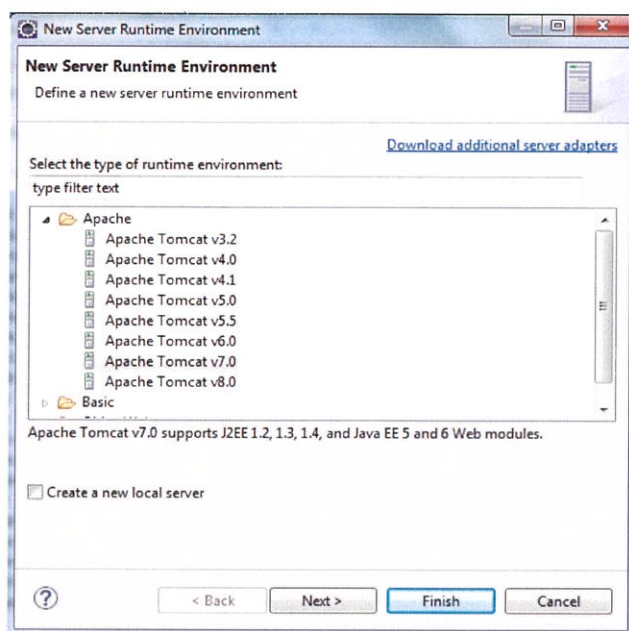 New Server Runtime Environment
New Server Runtime Environment
Define a new server runtime environment
Download additional server adapters
Select the type of runtime environment:
type filter text
Apache
Apache Tomcat v3.2
Apache Tomcat v4.0
Apache Tomcat v4.1
Apache Tomcat v5.0
Apache Tomcat v5.5
Apache Tomcat v6.0
Apache Tomcat v7.0
Apache Tomcat v8.0
Basic
Apache Tomcat v7.0 supports J2EE 1.2, 1.3, 1.4, and Java EE 5 and 6 Web modules.
Create a new local server
? < Back Next > Finish Cancel